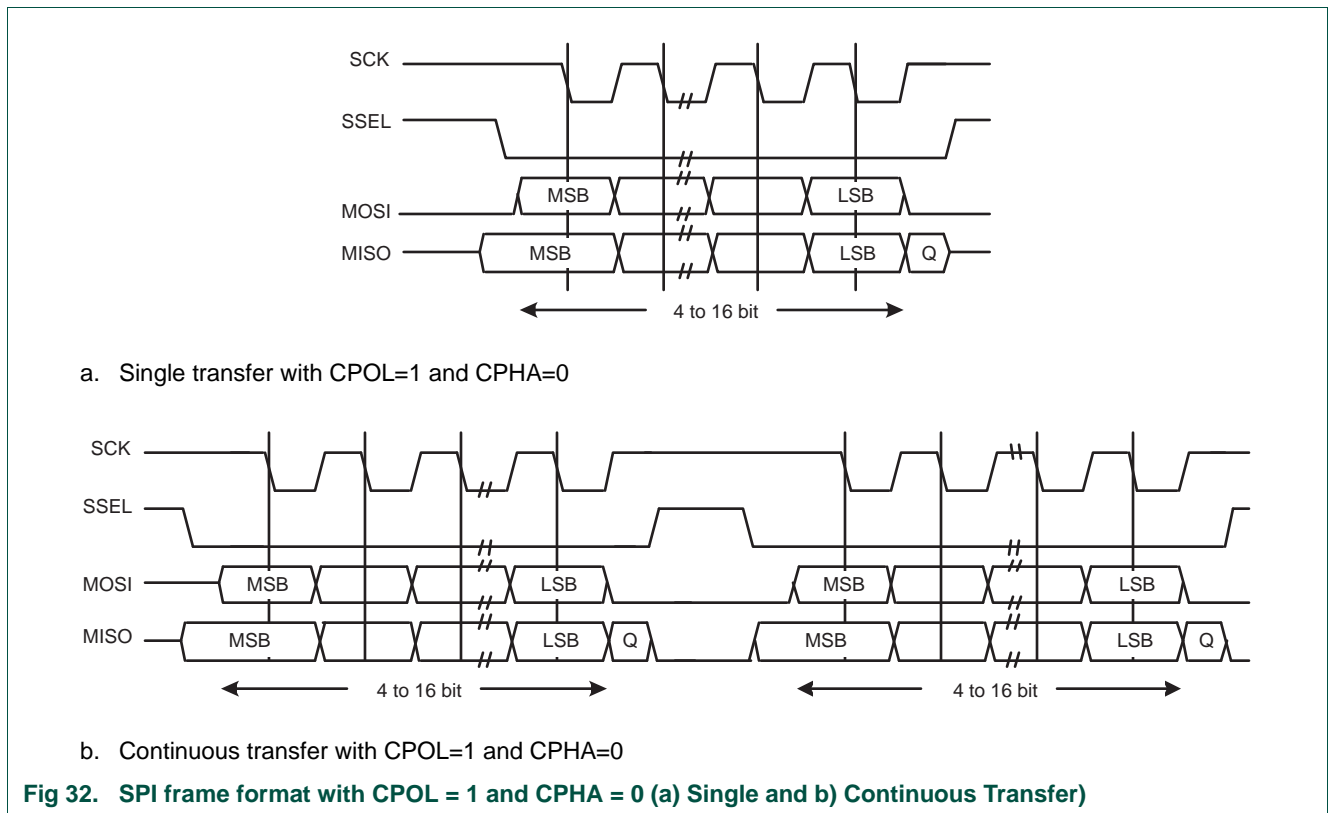 SCK
SSEL
MOSI MSB LSB
MISO MSB LSB Q
4 to 16 bit
a. Single transfer with CPOL=1 and CPHA=0
SCK
SSEL
MOSI MSB LSB MSB LSB
MISO MSB LSB Q MSB LSB Q
4 to 16 bit 4 to 16 bit
b. Continuous transfer with CPOL=1 and CPHA=0
Fig 32. SPI frame format with CPOL = 1 and CPHA = 0 (a) Single and b) Continuous Transfer)